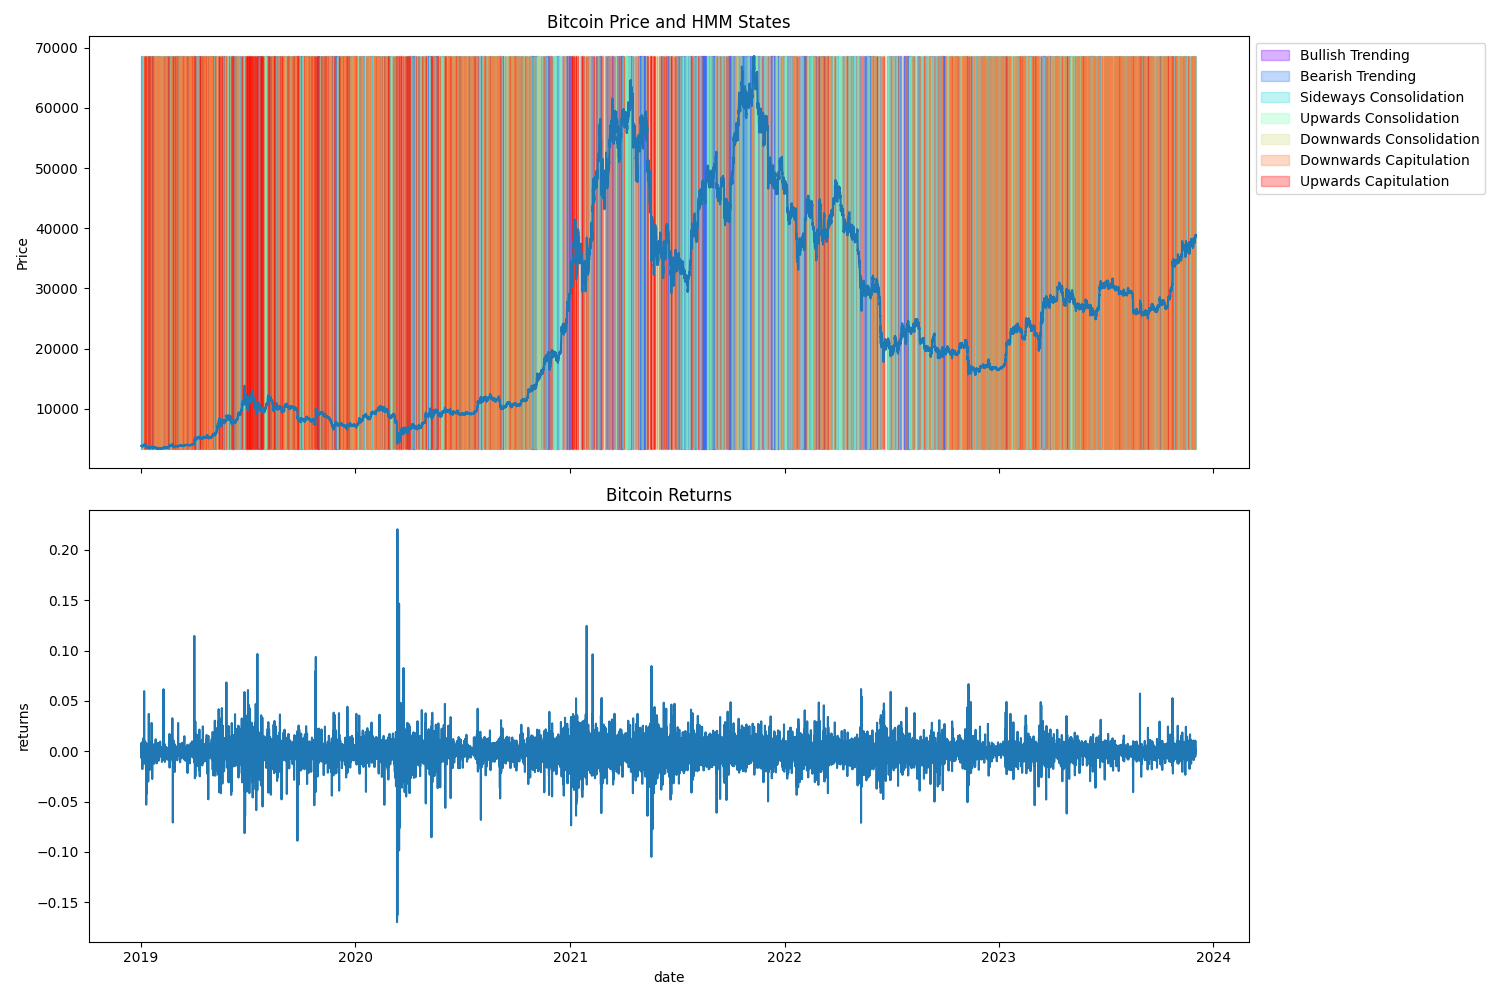 Bitcoin Price and HMM States
70000
60000
50000
40000
30000
20000
10000
Price
Bullish Trending
Bearish Trending
Sideways Consolidation
Upwards Consolidation
Downwards Consolidation
Downwards Capitulation
Upwards Capitulation
Bitcoin Returns
0.20
0.15
0.10
0.05
0.00
−0.05
−0.10
−0.15
returns
2019 2020 2021 2022 2023 2024
date